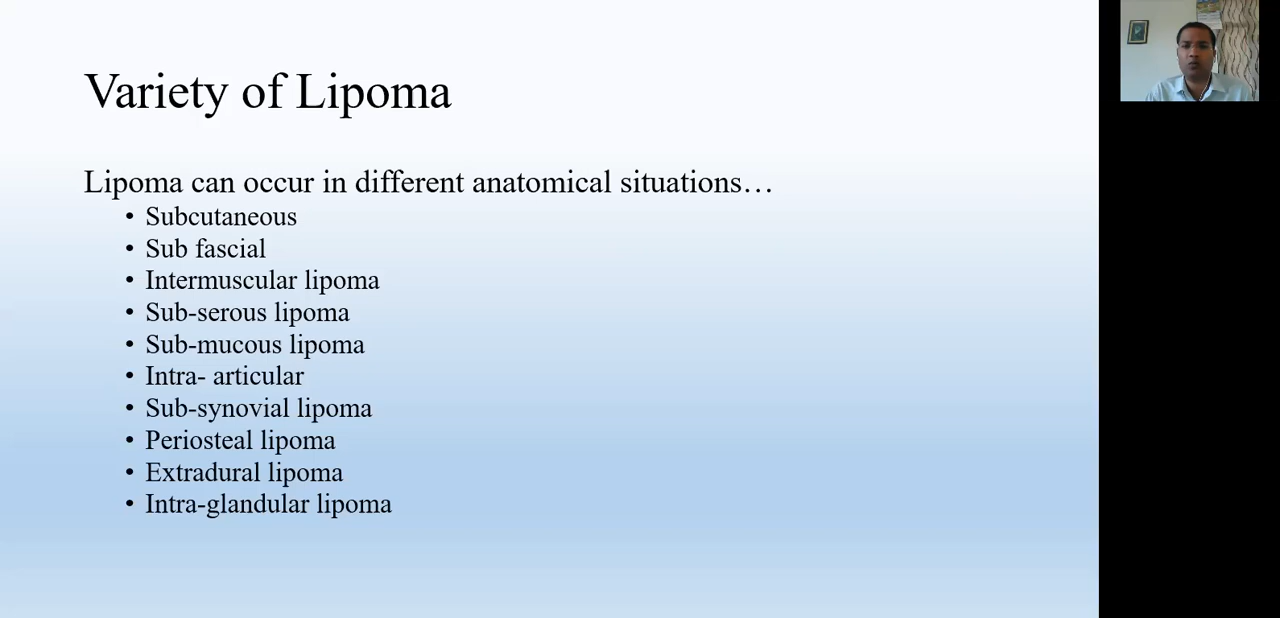 Variety of Lipoma
Lipoma can occur in different anatomical situations…
• Subcutaneous
• Sub fascial
• Intermuscular lipoma
• Sub-serous lipoma
• Sub-mucous lipoma
• Intra- articular
• Sub-synovial lipoma
• Periosteal lipoma
• Extradural lipoma
• Intra-glandular lipoma